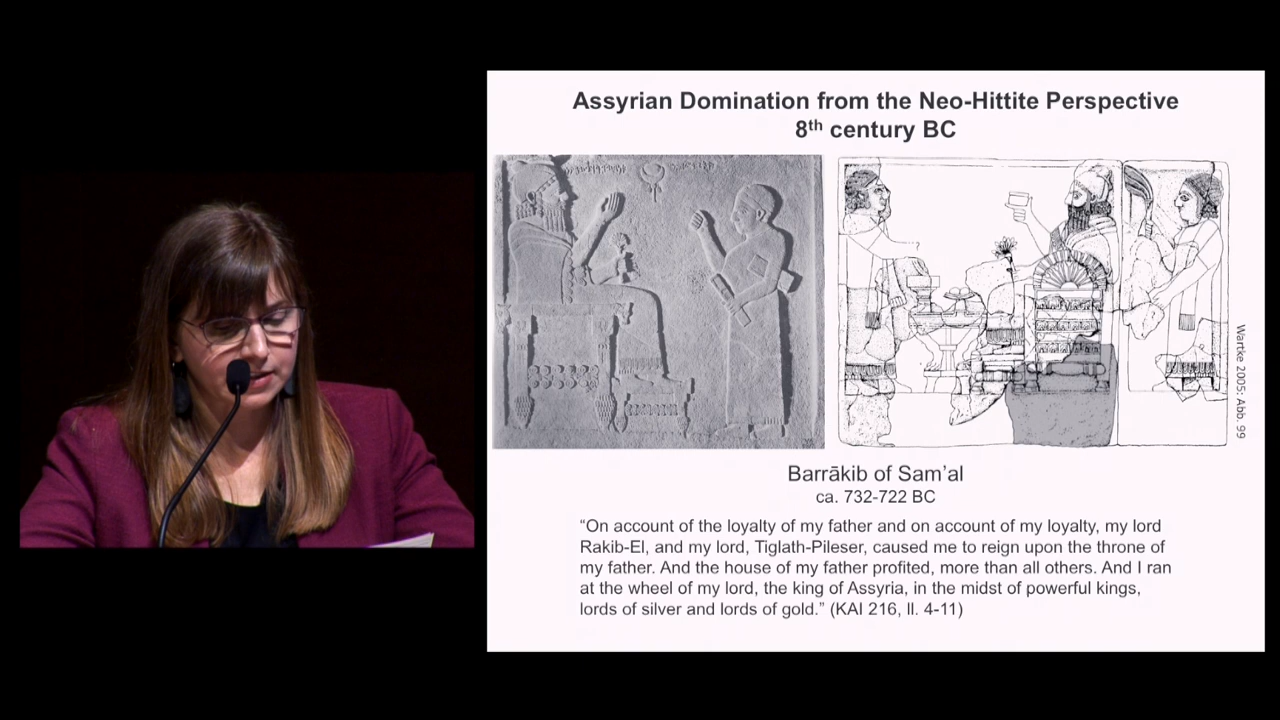 Assyrian Domination from the Neo-Hittite Perspective
8th century BC
Wartke 2005: Abb. 99
Barrākib of Sam’al
ca. 732-722 BC
“On account of the loyalty of my father and on account of my loyalty, my lord
Rakib-El, and my lord, Tiglath-Pileser, caused me to reign upon the throne of
my father. And the house of my father profited, more than all others. And I ran
at the wheel of my lord, the king of Assyria, in the midst of powerful kings,
lords of silver and lords of gold.” (KAI 216, ll. 4-11)